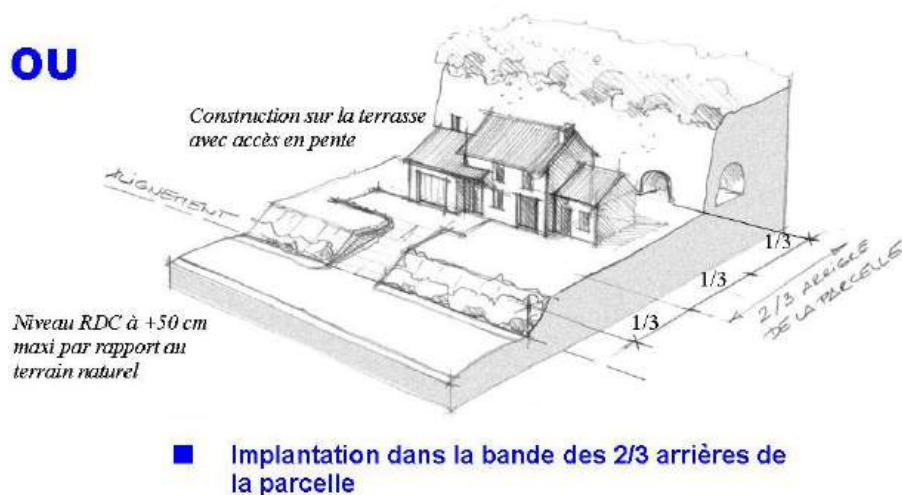 OU
Construction sur la terrasse
avec accès en pente
ALIGNEMENT
1/3
1/3
1/3
2/3 ARRIERE
DE LA PARCELLE
Niveau RDC à +50 cm
maxi par rapport au
terrain naturel
Implantation dans la bande des 2/3 arrières de
la parcelle